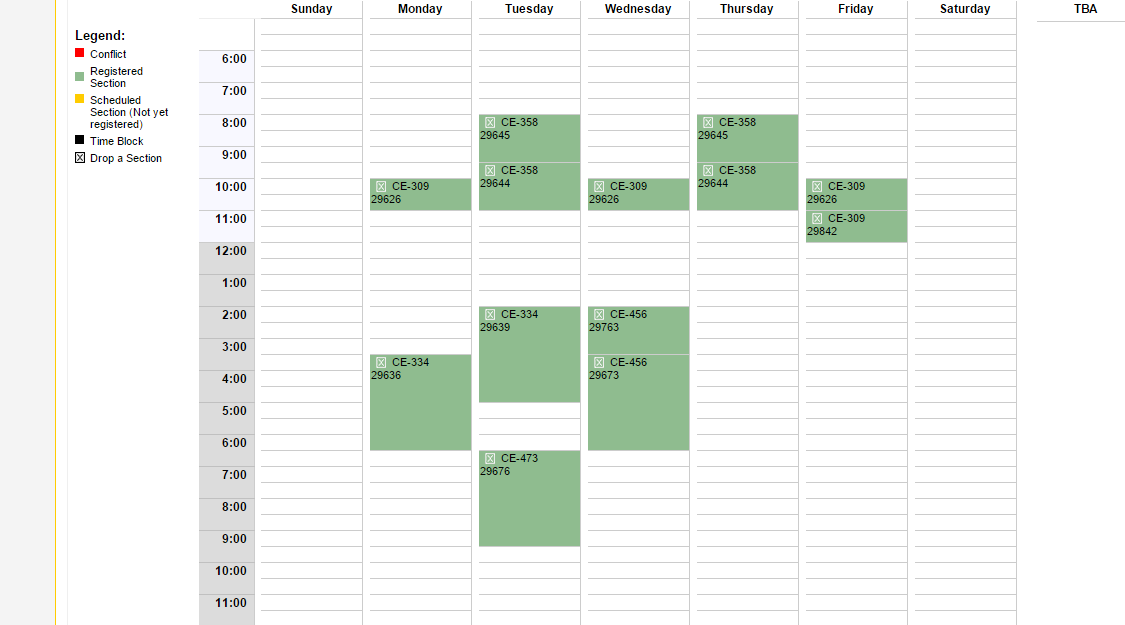 Sunday Monday Tuesday Wednesday Thursday Friday Saturday TBA
Legend:
Conflict
Registered
Section
Scheduled
Section (Not yet
registered)
Time Block
Drop a Section
6:00
7:00
8:00
CE-358
29645
CE-358
29645
9:00
CE-358
29644
CE-358
29644
10:00
CE-309
29626
CE-309
29626
CE-309
29626
11:00
CE-309
29842
12:00
1:00
2:00
CE-334
29639
CE-456
29763
3:00
CE-334
29636
CE-456
29673
4:00
5:00
6:00
CE-473
29676
7:00
8:00
9:00
10:00
11:00